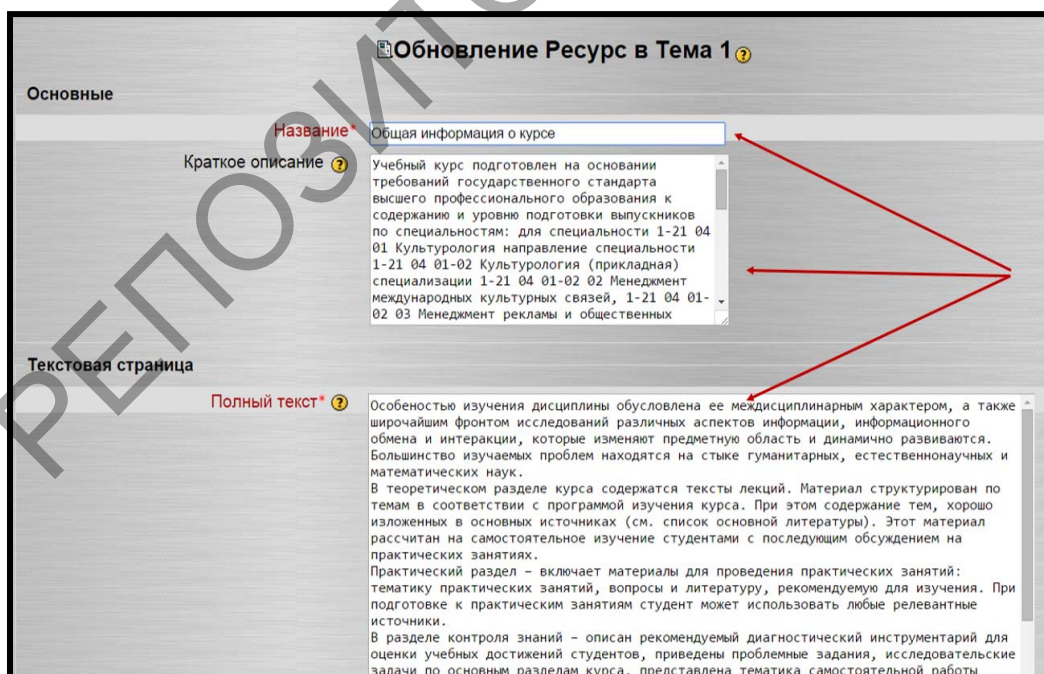 Обновление Ресурс в Тема 1
Основные
Название* Общая информация о курсе
Краткое описание
Учебный курс подготовлен на основании
требований государственного стандарта
высшего профессионального образования к
содержанию и уровню подготовки выпускников
по специальностям: для специальности 1-21 04
01 Культурология направление специальности
1-21 04 01-02 Культурология (прикладная)
специализации 1-21 04 01-02 02 Менеджмент
международных культурных связей, 1-21 04 01-
02 03 Менеджмент рекламы и общественных
Текстовая страница
Полный текст*
Особеностью изучения дисциплины обусловлена ее междисциплинарным характером, а также
широчайшим фронтом исследований различных аспектов информации, информационного
обмена и интеракции, которые изменяют предметную область и динамично развиваются.
Большинство изучаемых проблем находятся на стыке гуманитарных, естественнонаучных и
математических наук.
В теоретическом разделе курса содержатся тексты лекций. Материал структурирован по
темам в соответствии с программой изучения курса. При этом содержание тем, хорошо
изложенных в основных источниках (см. список основной литературы). Этот материал
рассчитан на самостоятельное изучение студентами с последующим обсуждением на
практических занятиях.
Практический раздел – включает материалы для проведения практических занятий:
тематику практических занятий, вопросы и литературу, рекомендуемую для изучения. При
подготовке к практическим занятиям студент может использовать любые релевантные
источники.
В разделе контроля знаний – описан рекомендуемый диагностический инструментарий для
оценки учебных достижений студентов, приведены проблемные задания, исследовательские
задачи по основным разделам курса, представлена тематика самостоятельной работы